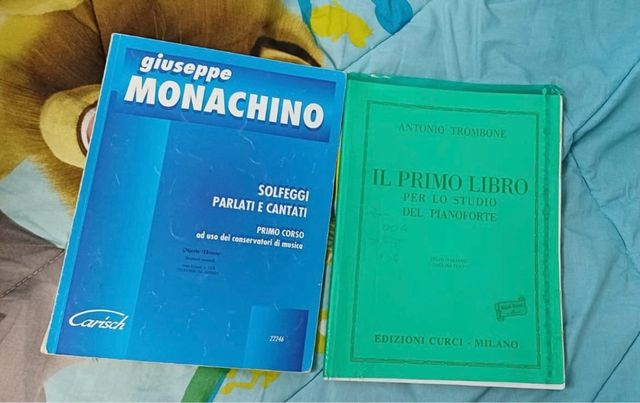 giuseppe
MONACHINO
SOLFEGGI
PARLATI E CANTATI
PRIMO CORSO
ad uso dei conservatori di musica
Carisch
22246
ANTONIO TROMBONE
IL PRIMO LIBRO
PER LO STUDIO
DEL PIANOFORTE
EDIZIONI CURCI - MILANO